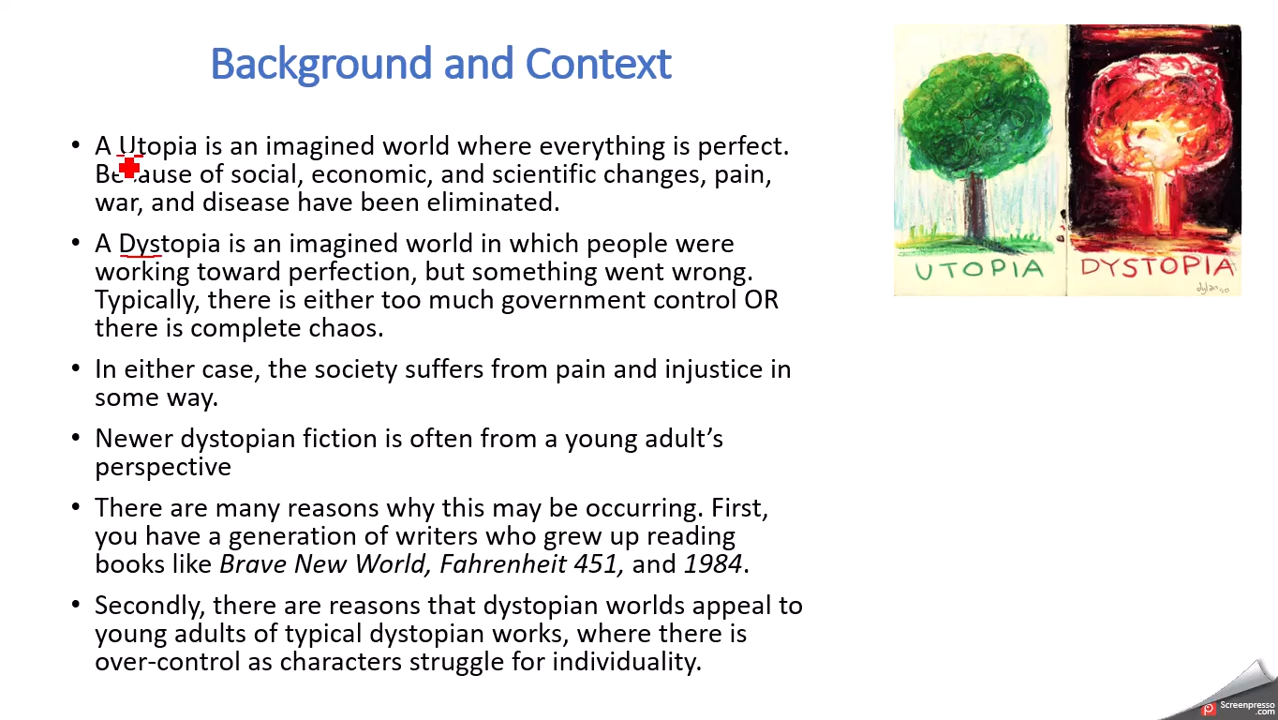 Background and Context
• A Utopia is an imagined world where everything is perfect.
Because of social, economic, and scientific changes, pain,
war, and disease have been eliminated.
• A Dystopia is an imagined world in which people were
working toward perfection, but something went wrong.
Typically, there is either too much government control OR
there is complete chaos.
• In either case, the society suffers from pain and injustice in
some way.
• Newer dystopian fiction is often from a young adult’s
perspective
• There are many reasons why this may be occurring. First,
you have a generation of writers who grew up reading
books like Brave New World, Fahrenheit 451, and 1984.
• Secondly, there are reasons that dystopian worlds appeal to
young adults of typical dystopian works, where there is
over-control as characters struggle for individuality.
UTOPIA
DYSTOPIA
Screenpresso
.com